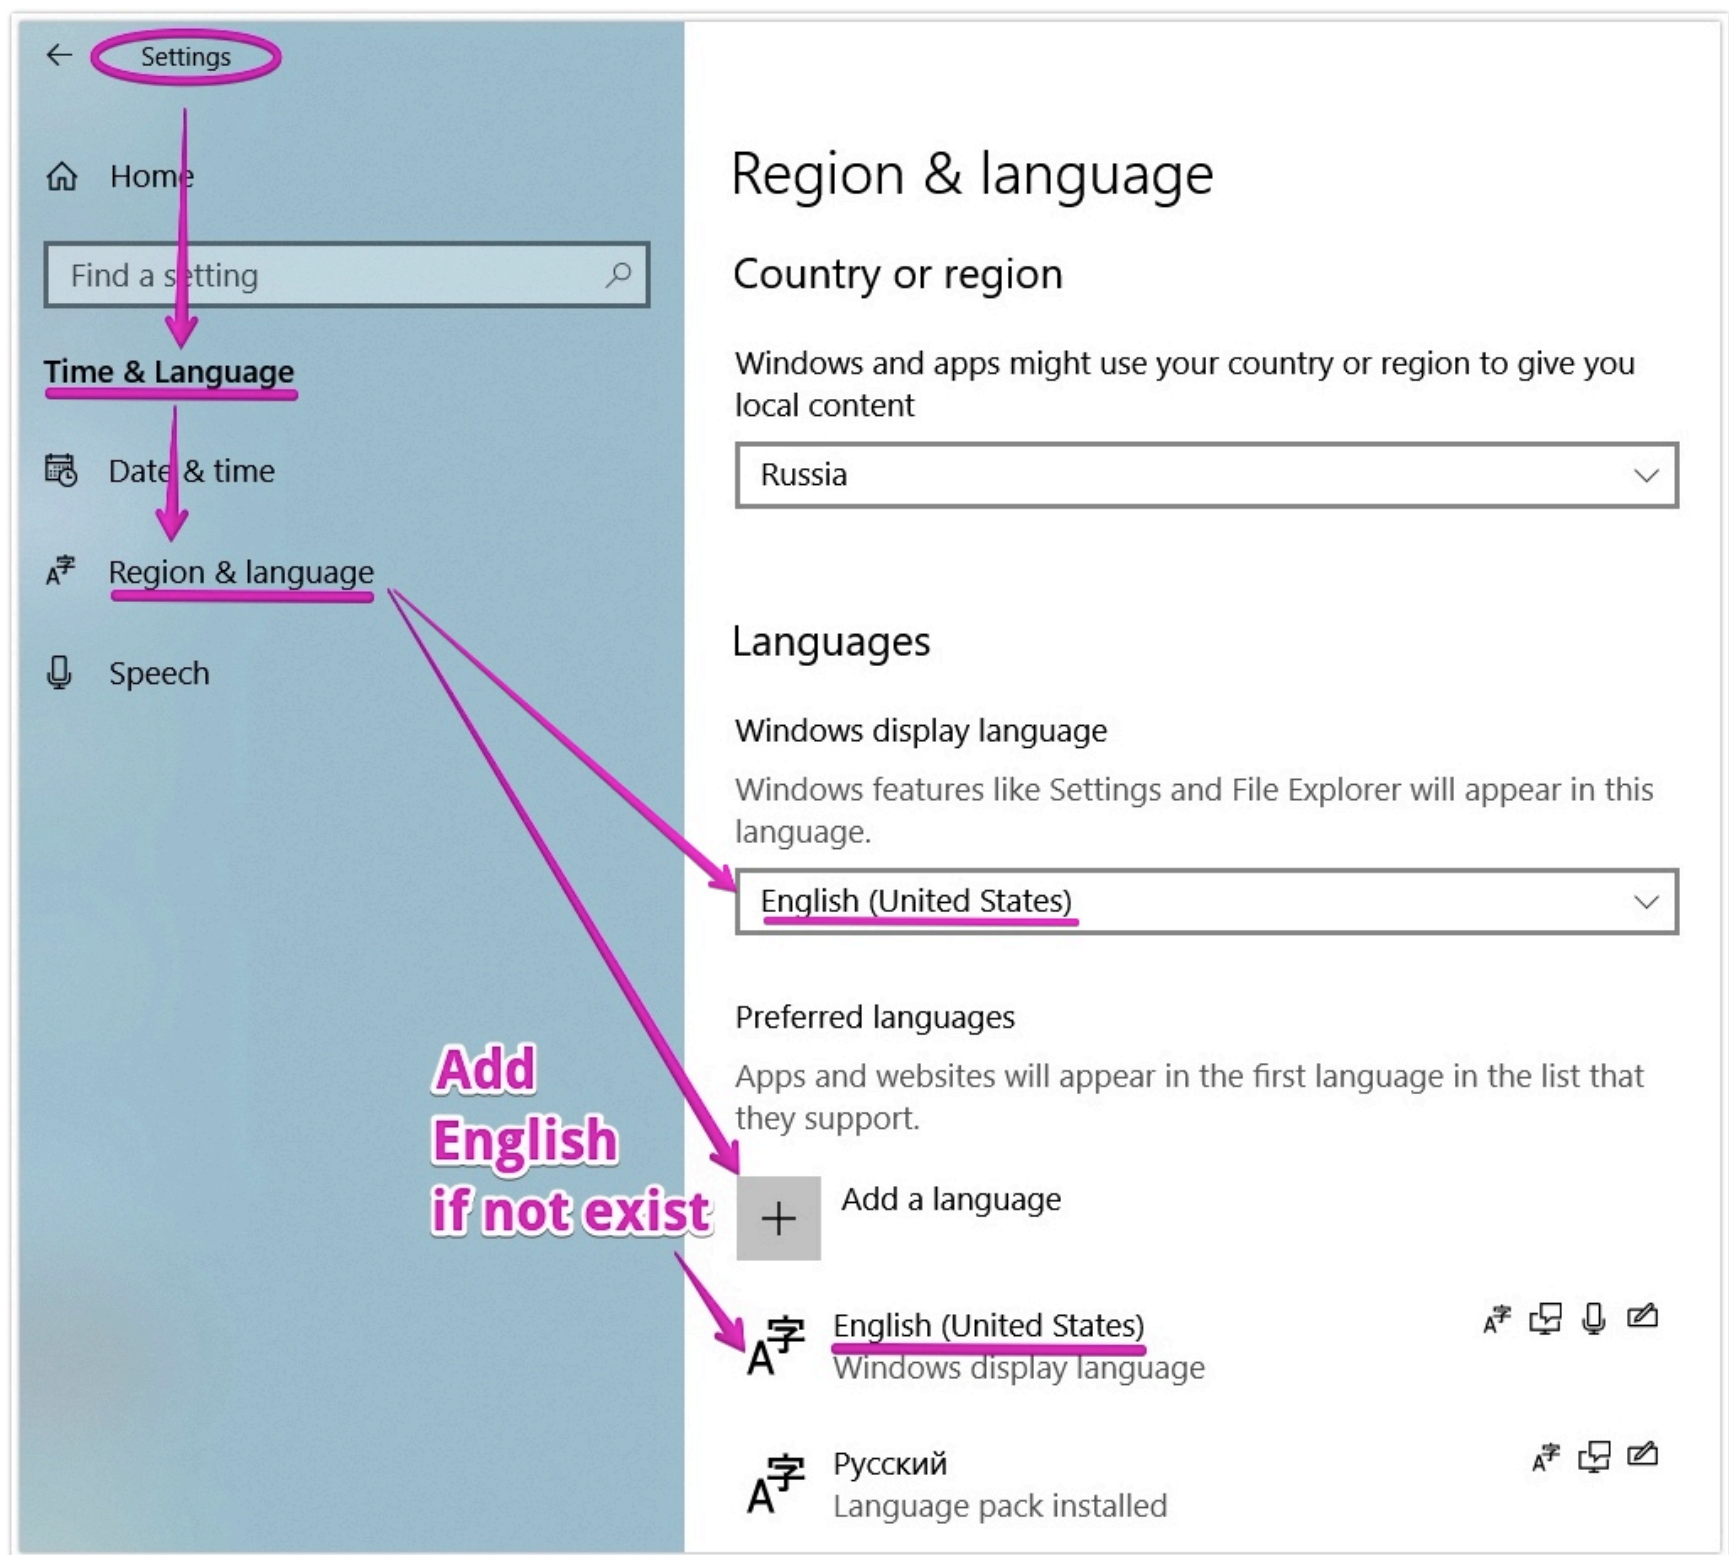 Settings
Home
Find a setting
Time & Language
Date & time
Region & language
Speech
Add
English
if not exist
Region & language
Country or region
Windows and apps might use your country or region to give you
local content
Russia
Languages
Windows display language
Windows features like Settings and File Explorer will appear in this
language.
English (United States)
Preferred languages
Apps and websites will appear in the first language in the list that
they support.
Add a language
English (United States)
Windows display language
Русский
Language pack installed